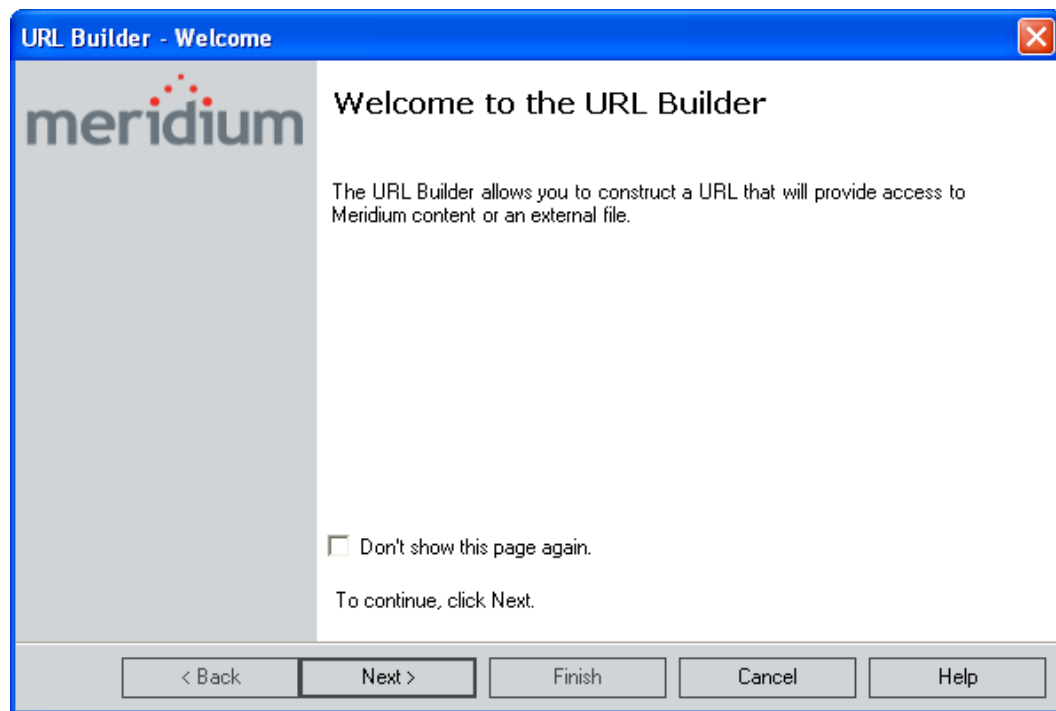 URL Builder - Welcome
meridium
Welcome to the URL Builder
The URL Builder allows you to construct a URL that will provide access to
Meridium content or an external file.
Don't show this page again.
To continue, click Next.
< Back Next > Finish Cancel Help